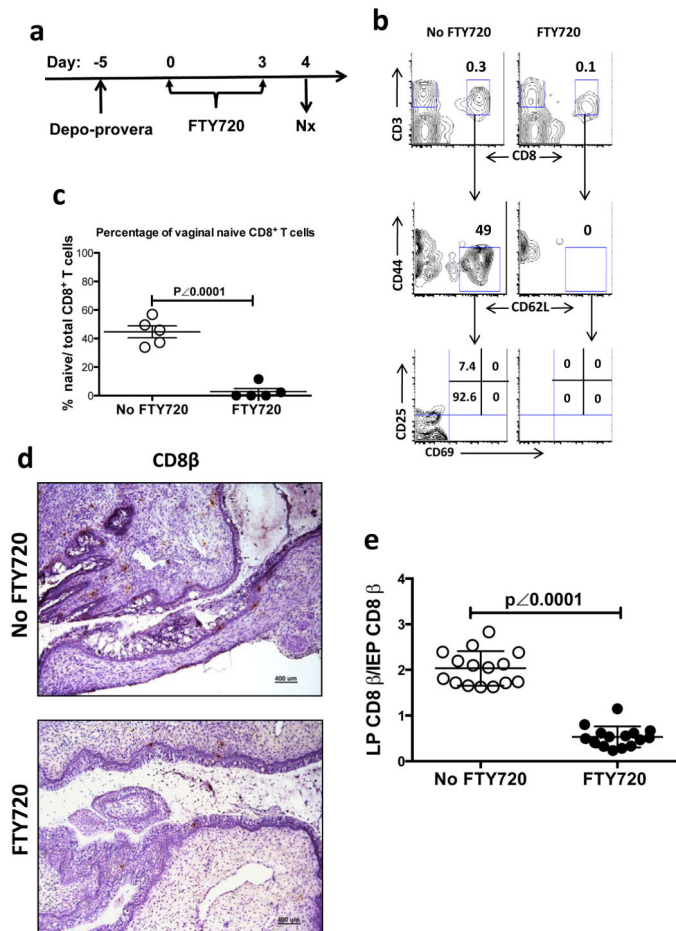 a
Day: -5 0 3 4
Depo-provera FTY720 Nx
b
No FTY720 FTY720
0.3 0.1
CD3
CD8
49 0
CD44
CD62L
7.4 0 0 0
92.6 0 0 0
CD25
CD69
c
Percentage of vaginal naive CD8+ T cells
% naive/ total CD8+ T cells
100
80
60
40
20
0
P∠0.0001
No FTY720 FTY720
d
CD8β
No FTY720
400 um
FTY720
400 um
e
LP CD8 β/IEP CD8 β
4
3
2
1
0
p∠0.0001
No FTY720 FTY720